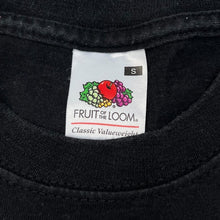 S
FRUIT OF THE LOOM®
Classic Valueweight